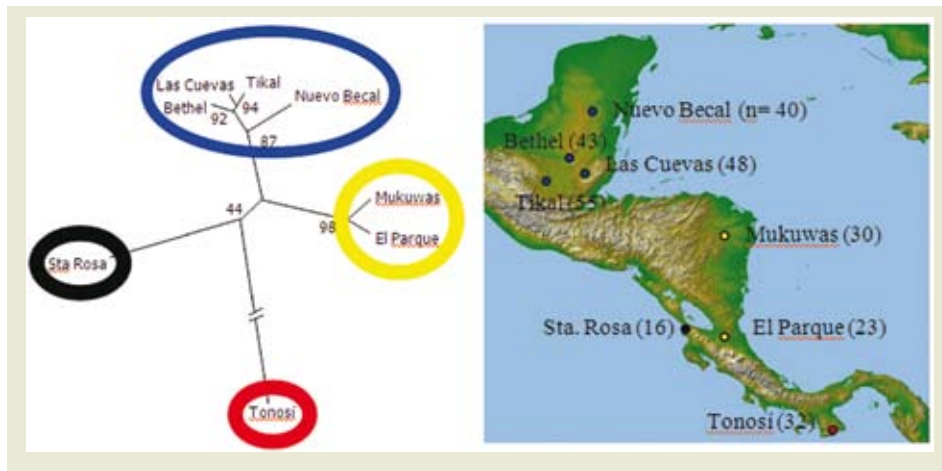 Las Cuevas
Tikal
Bethel
94
Nuevo Becal
92
87
44
Mukuwas
98
El Parque
Sta Rosa
Tonosí
Nuevo Becal (n= 40)
Bethel (43)
Las Cuevas (48)
Tikal (55)
Mukuwas (30)
Sta. Rosa (16)
El Parque (23)
Tonosí (32)